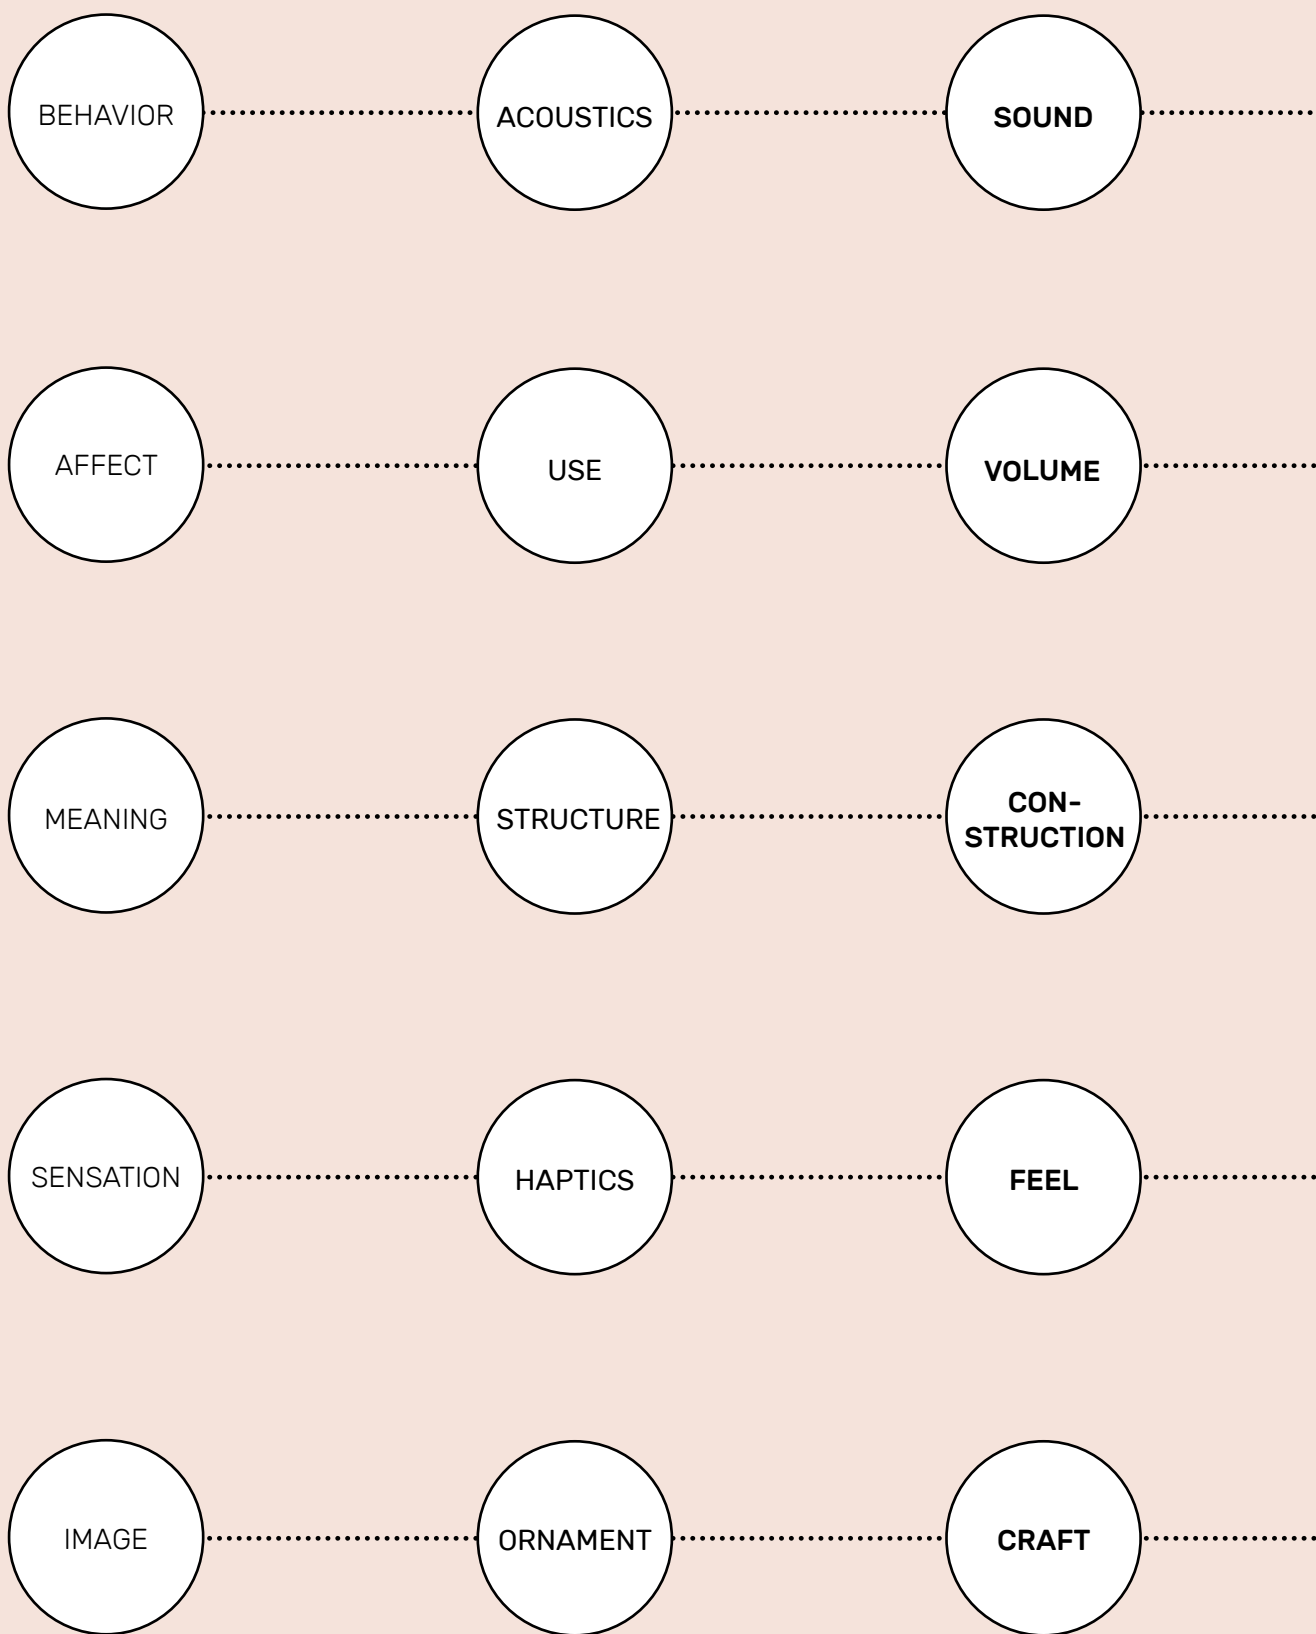 BEHAVIOR
ACOUSTICS
SOUND
AFFECT
USE
VOLUME
MEANING
STRUCTURE
CON-
STRUCTION
SENSATION
HAPTICS
FEEL
IMAGE
ORNAMENT
CRAFT